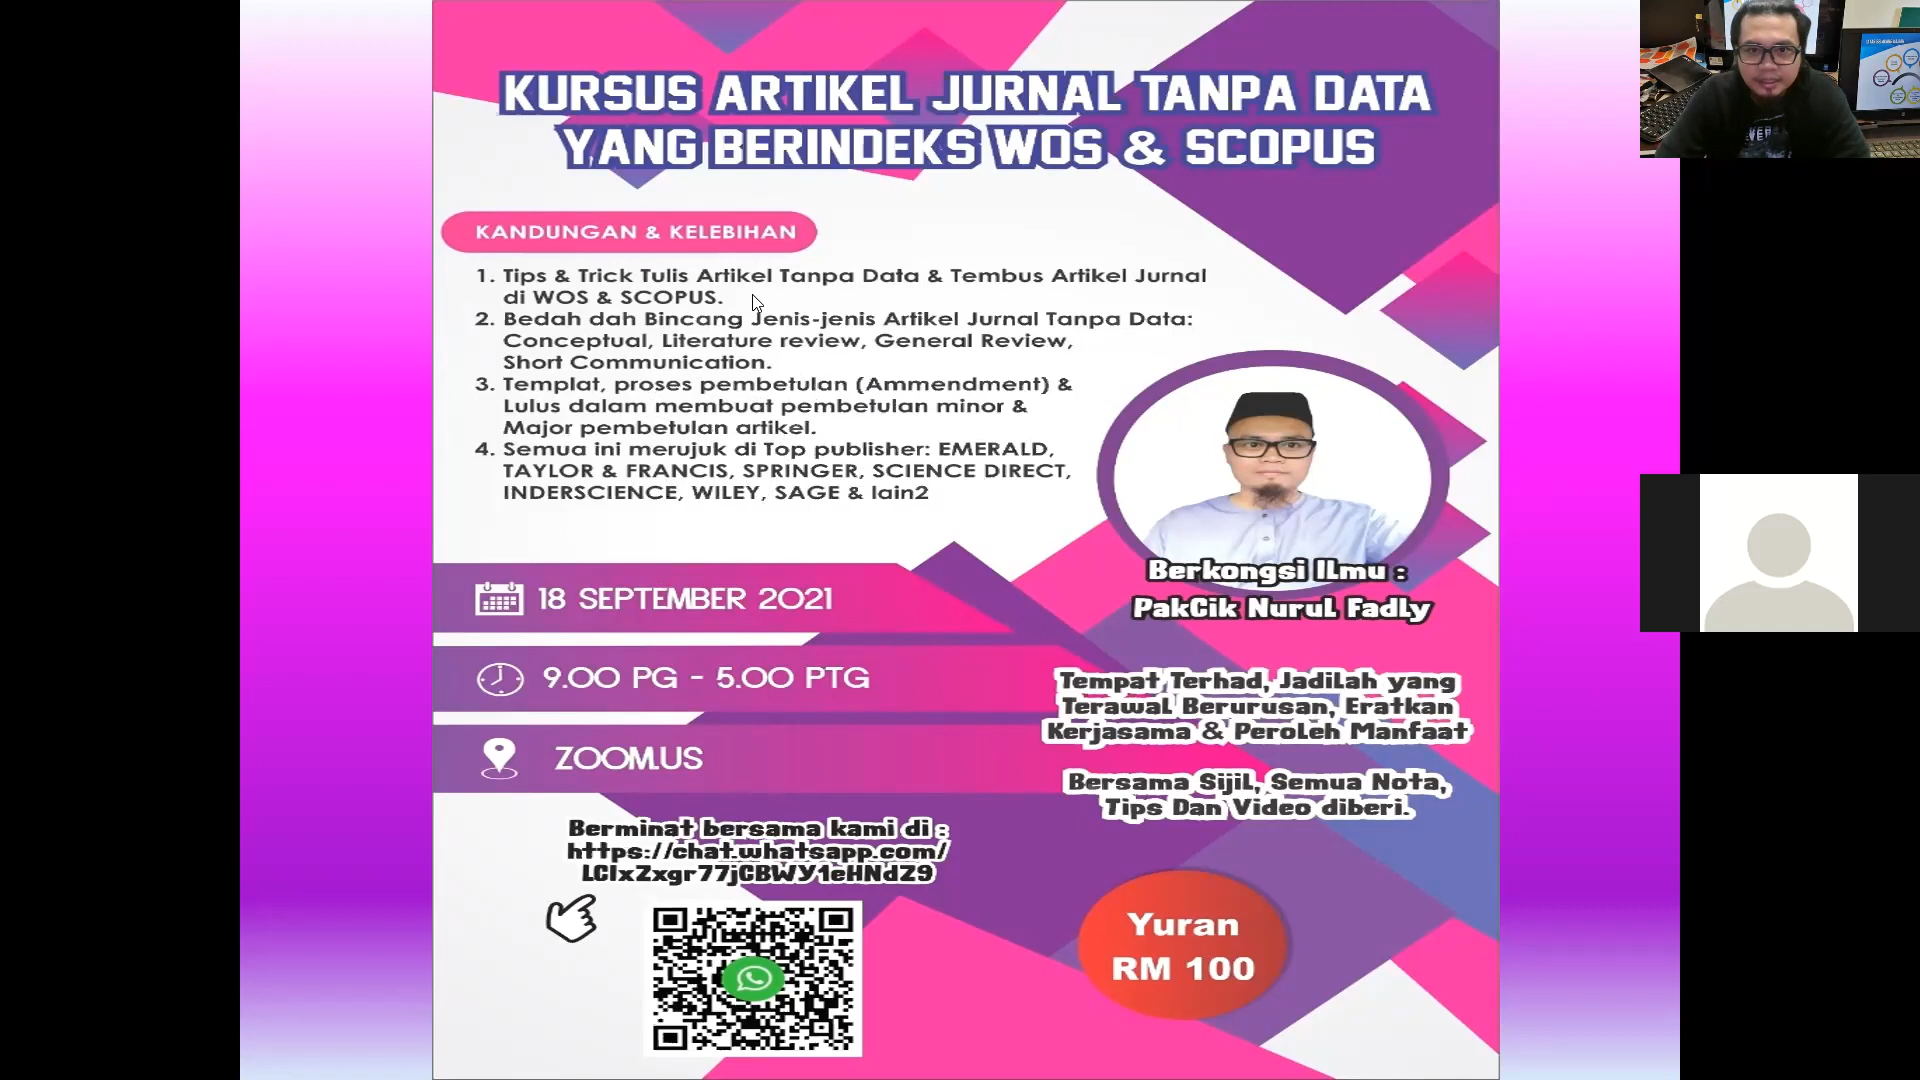 KURSUS ARTIKEL JURNAL TANPA DATA
YANG BERINDEKS WOS & SCOPUS
KANDUNGAN & KELEBIHAN
1. Tips & Trick Tulis Artikel Tanpa Data & Tembus Artikel Jurnal
di WOS & SCOPUS.
2. Bedah dah Bincang Jenis-jenis Artikel Jurnal Tanpa Data:
Conceptual, Literature review, General Review,
Short Communication.
3. Templat, proses pembetulan (Ammendment) &
Lulus dalam membuat pembetulan minor &
Major pembetulan artikel.
4. Semua ini merujuk di Top publisher: EMERALD,
TAYLOR & FRANCIS, SPRINGER, SCIENCE DIRECT,
INDERSCIENCE, WILEY, SAGE & lain2
Berkongsi Ilmu :
PakCik Nurul Fadly
18 SEPTEMBER 2021
9.00 PG - 5.00 PTG
ZOOM.US
Tempat Terhad, Jadilah yang
Terawal Berurusan, Eratkan
Kerjasama & Peroleh Manfaat
Bersama Sijil, Semua Nota,
Tips Dan Video diberi.
Berminat bersama kami di :
https://chat.whatsapp.com/
LCIxZxgr77jCBWY1eHNdZ9
Yuran
RM 100